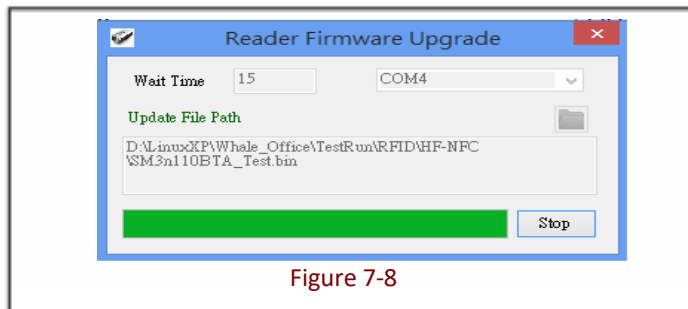 Reader Firmware Upgrade
Wait Time 15 COM4
Update File Path
D:\LinuxXP\Whale_Office\TestRun\RFID\HF-NFC
\SM3n110BTA_Test.bin
Stop
Figure 7-8